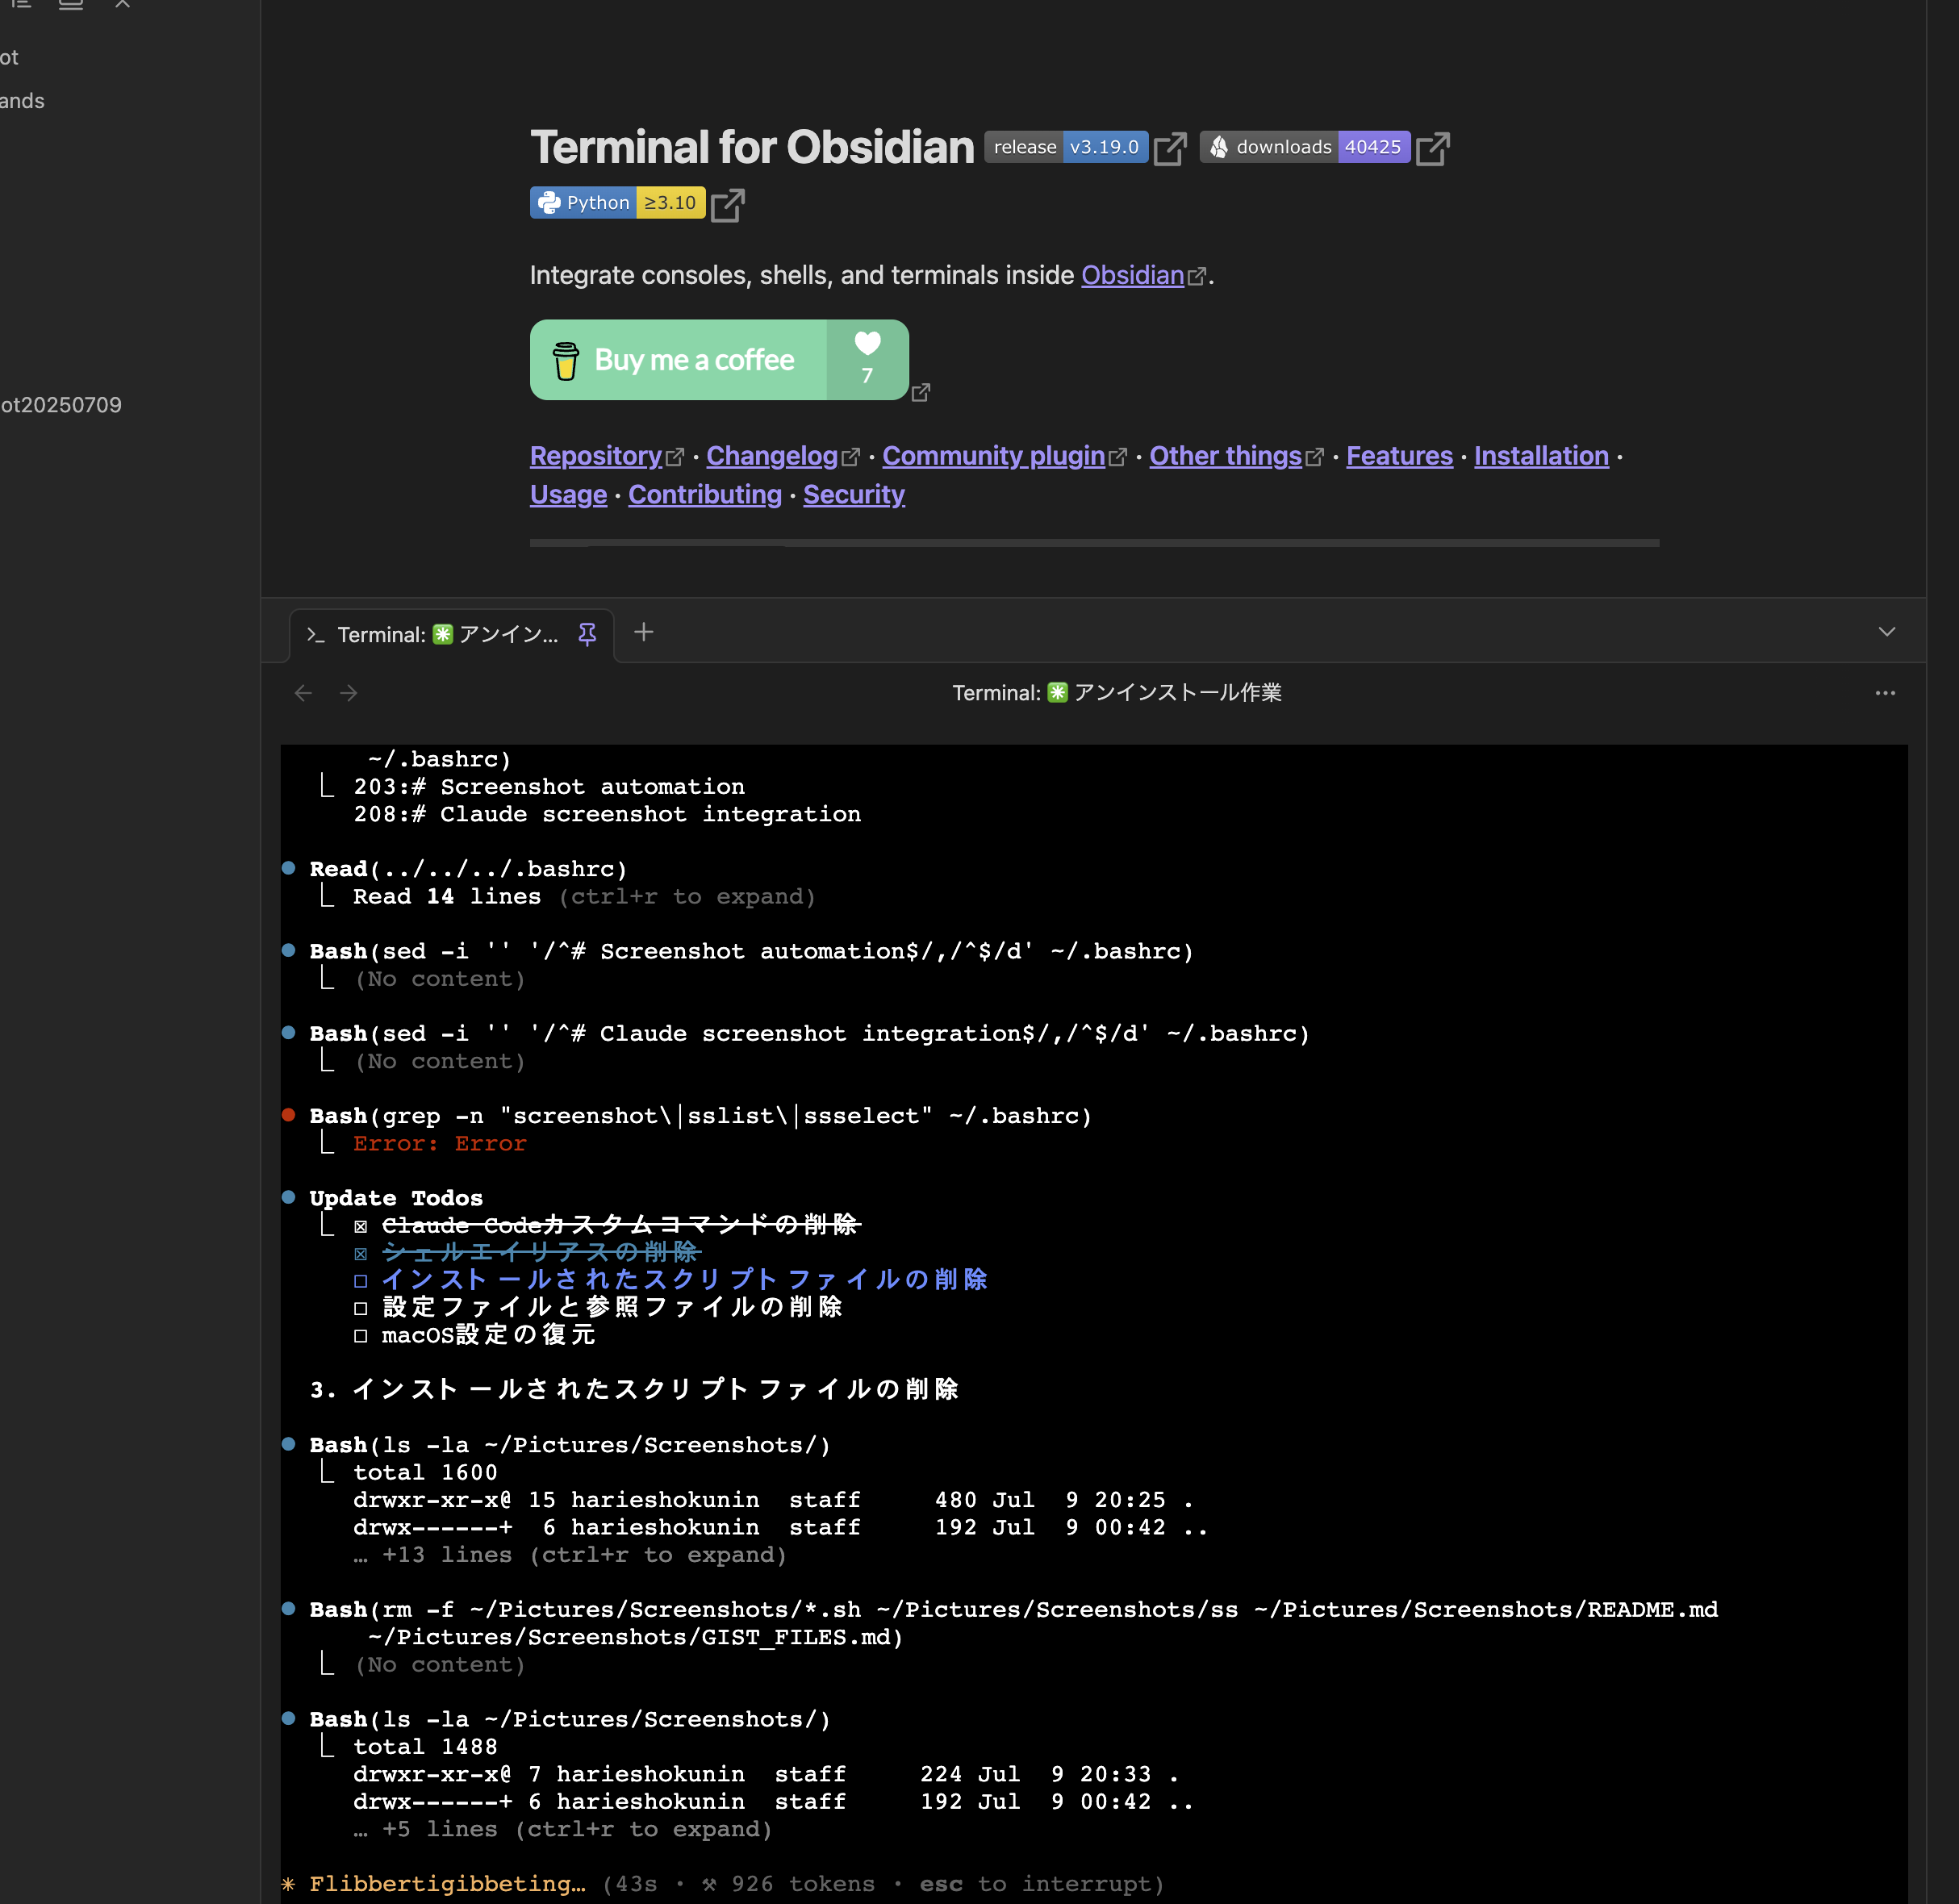 ot
ands
ot20250709
Terminal for Obsidian release v3.19.0 downloads 40425
Python ≥3.10
Integrate consoles, shells, and terminals inside Obsidian.
Buy me a coffee 7
Repository · Changelog · Community plugin · Other things · Features · Installation ·
Usage · Contributing · Security
Terminal: ✳ アンイン...
Terminal: ✳ アンインストール作業
~/.bashrc)
⎿ 203:# Screenshot automation
208:# Claude screenshot integration
● Read(../../../.bashrc)
⎿ Read 14 lines (ctrl+r to expand)
● Bash(sed -i '' '/^# Screenshot automation$/,/^$/d' ~/.bashrc)
⎿ (No content)
● Bash(sed -i '' '/^# Claude screenshot integration$/,/^$/d' ~/.bashrc)
⎿ (No content)
● Bash(grep -n "screenshot\|sslist\|ssselect" ~/.bashrc)
⎿ Error: Error
● Update Todos
⎿ ☒ Claude Codeカスタムコマンドの削除
☒ シェルエイリアスの削除
☐ インストールされたスクリプトファイルの削除
☐ 設定ファイルと参照ファイルの削除
☐ macOS設定の復元
3. インストールされたスクリプトファイルの削除
● Bash(ls -la ~/Pictures/Screenshots/)
⎿ total 1600
drwxr-xr-x@ 15 harieshokunin  staff     480 Jul  9 20:25 .
drwx------+  6 harieshokunin  staff     192 Jul  9 00:42 ..
… +13 lines (ctrl+r to expand)
● Bash(rm -f ~/Pictures/Screenshots/*.sh ~/Pictures/Screenshots/ss ~/Pictures/Screenshots/README.md
~/Pictures/Screenshots/GIST_FILES.md)
⎿ (No content)
● Bash(ls -la ~/Pictures/Screenshots/)
⎿ total 1488
drwxr-xr-x@ 7 harieshokunin  staff     224 Jul  9 20:33 .
drwx------+ 6 harieshokunin  staff     192 Jul  9 00:42 ..
… +5 lines (ctrl+r to expand)
✳ Flibbertigibbeting… (43s · ⚒ 926 tokens · esc to interrupt)